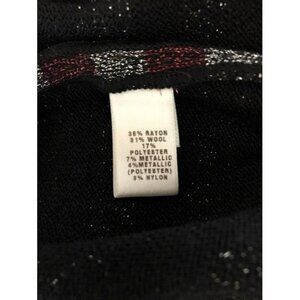 38% RAYON
31% WOOL
17%
POLYESTER
7% METALLIC
4%METALLIC
(POLYESTER)
3% NYLON